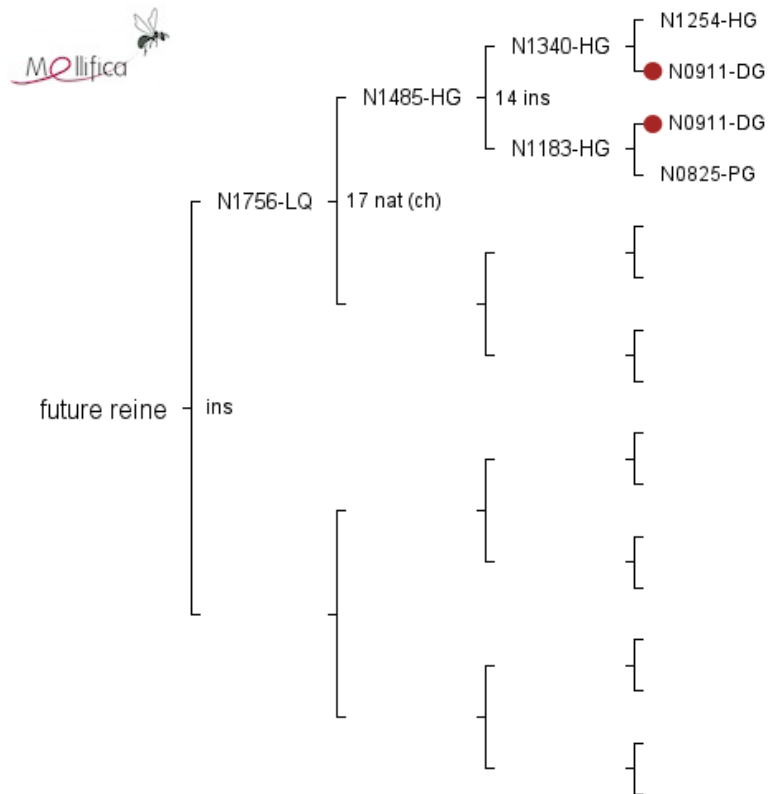 Mellifica
N1254-HG
N1340-HG
N0911-DG
N1485-HG
14 ins
N0911-DG
N1183-HG
N0825-PG
N1756-LQ
17 nat (ch)
future reine
ins